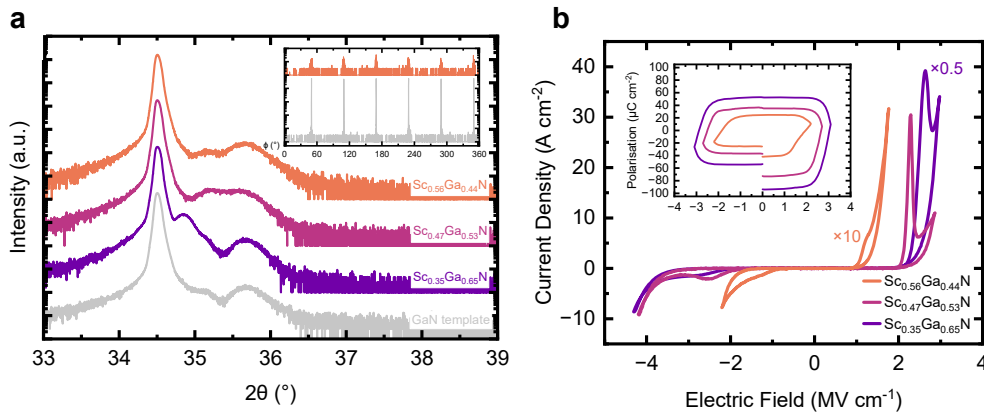 a
Intensity (a.u.)
ϕ (°)
60 120 180 240 300 360
Sc0.56Ga0.44N
Sc0.47Ga0.53N
Sc0.35Ga0.65N
GaN template
33 34 35 36 37 38 39
2θ (°)
b
Current Density (A cm-2)
40
30
20
10
0
−10
×0.5
×10
Polarisation (µC cm-2)
100
80
60
40
20
0
−20
−40
−60
−80
−100
−4 −3 −2 −1 0 1 2 3 4
Sc0.56Ga0.44N
Sc0.47Ga0.53N
Sc0.35Ga0.65N
−4 −2 0 2 4
Electric Field (MV cm-1)